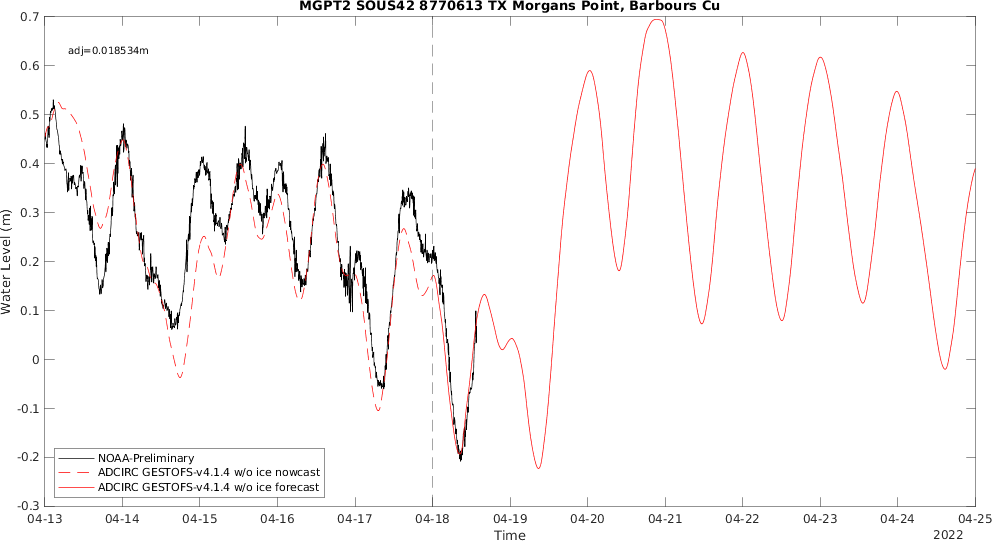 MGPT2 SOUS42 8770613 TX Morgans Point, Barbours Cu
adj=0.018534m
Water Level (m)
0.7
0.6
0.5
0.4
0.3
0.2
0.1
0
-0.1
-0.2
-0.3
NOAA-Preliminary
ADCIRC GESTOFS-v4.1.4 w/o ice nowcast
ADCIRC GESTOFS-v4.1.4 w/o ice forecast
04-13 04-14 04-15 04-16 04-17 04-18 04-19 04-20 04-21 04-22 04-23 04-24 04-25
Time
2022